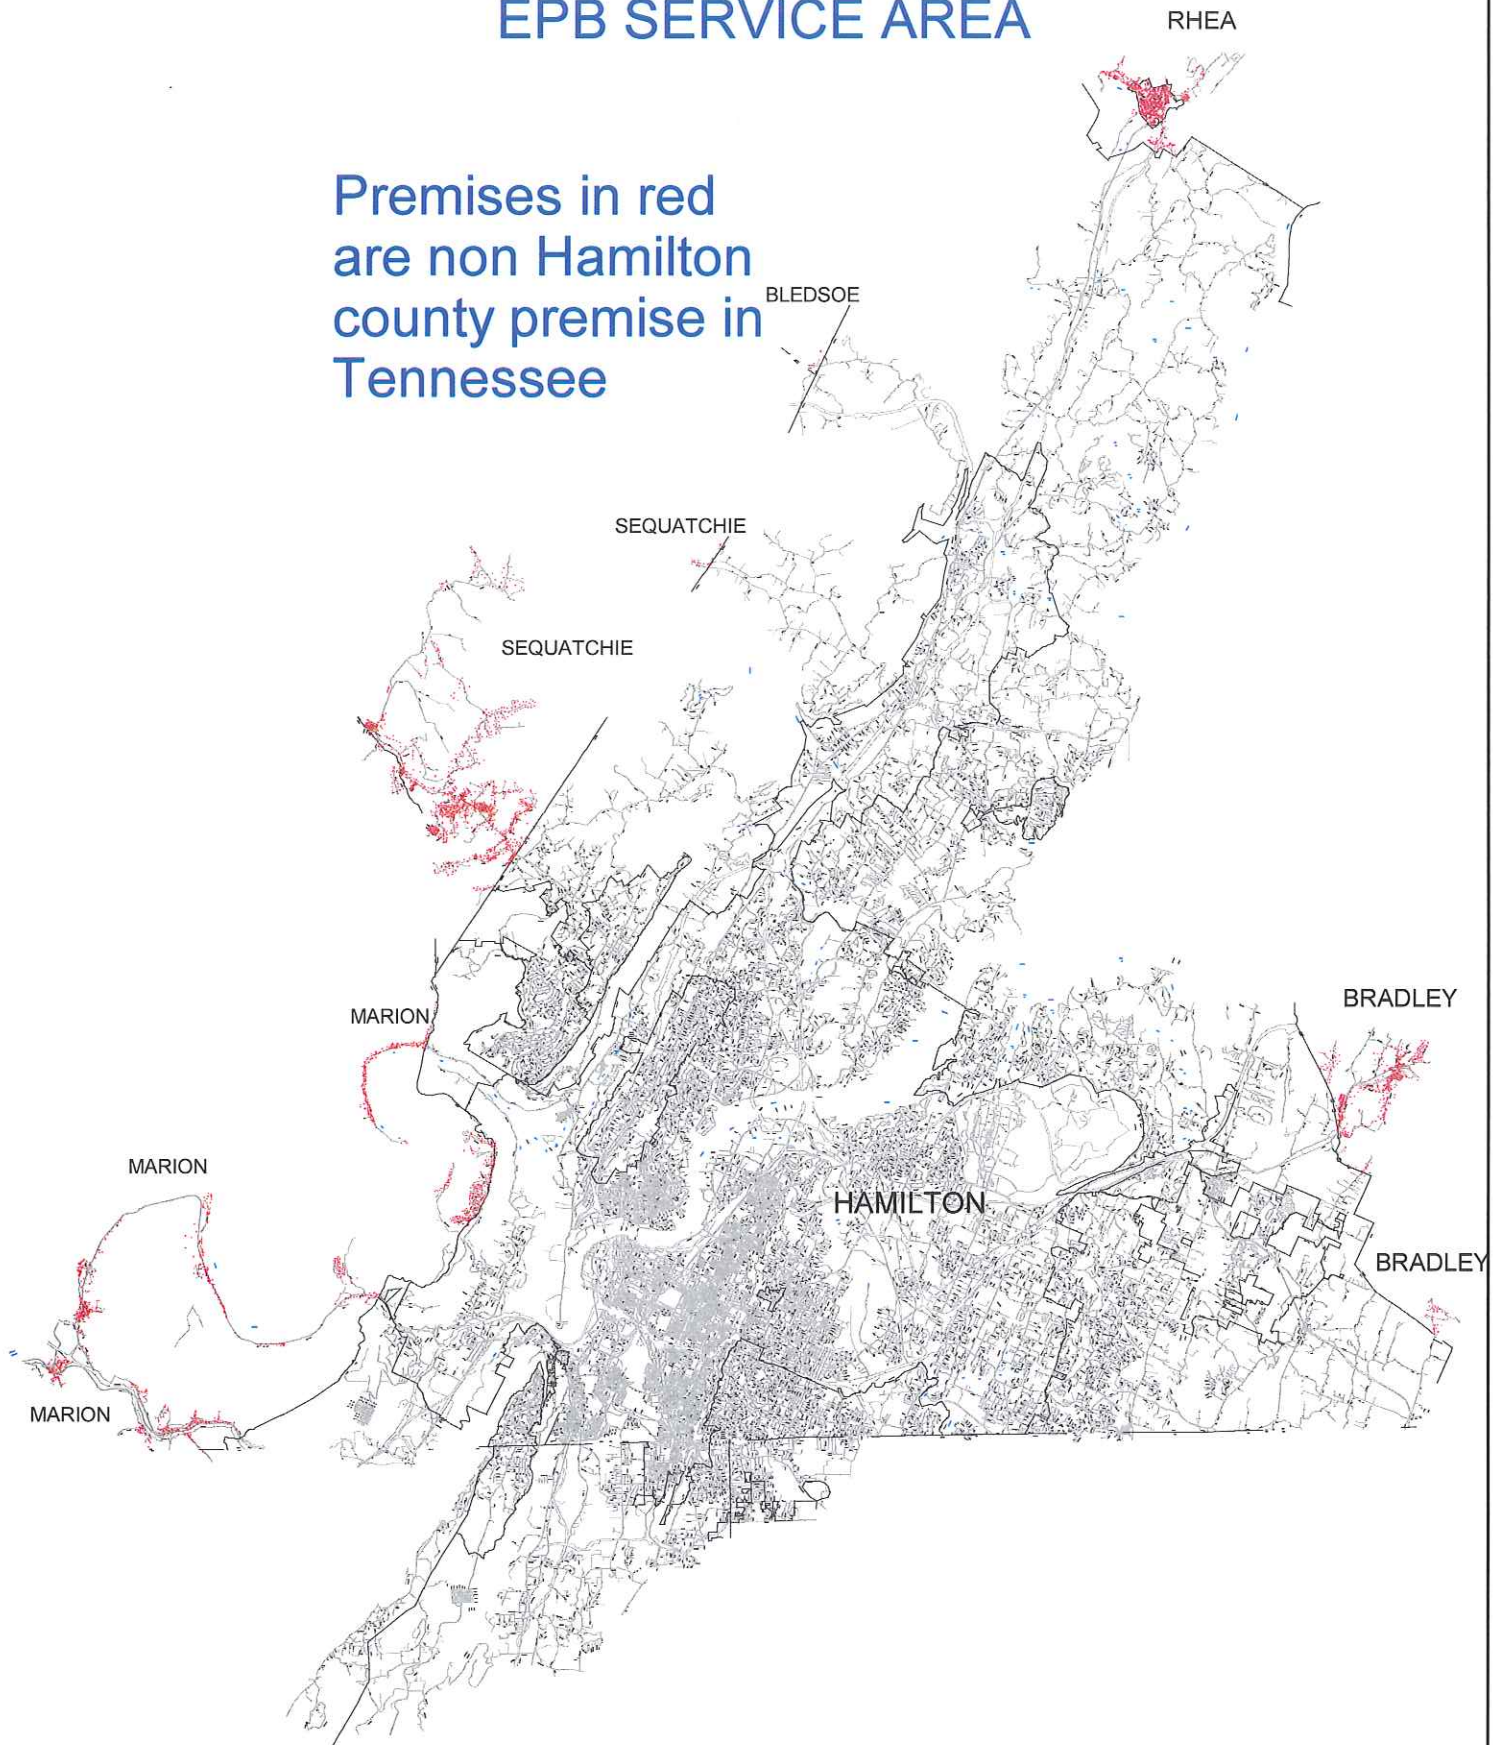 EPB SERVICE AREA
RHEA
Premises in red
are non Hamilton
county premise in
Tennessee
BLEDSOE
SEQUATCHIE
SEQUATCHIE
MARION
BRADLEY
MARION
HAMILTON
BRADLEY
MARION